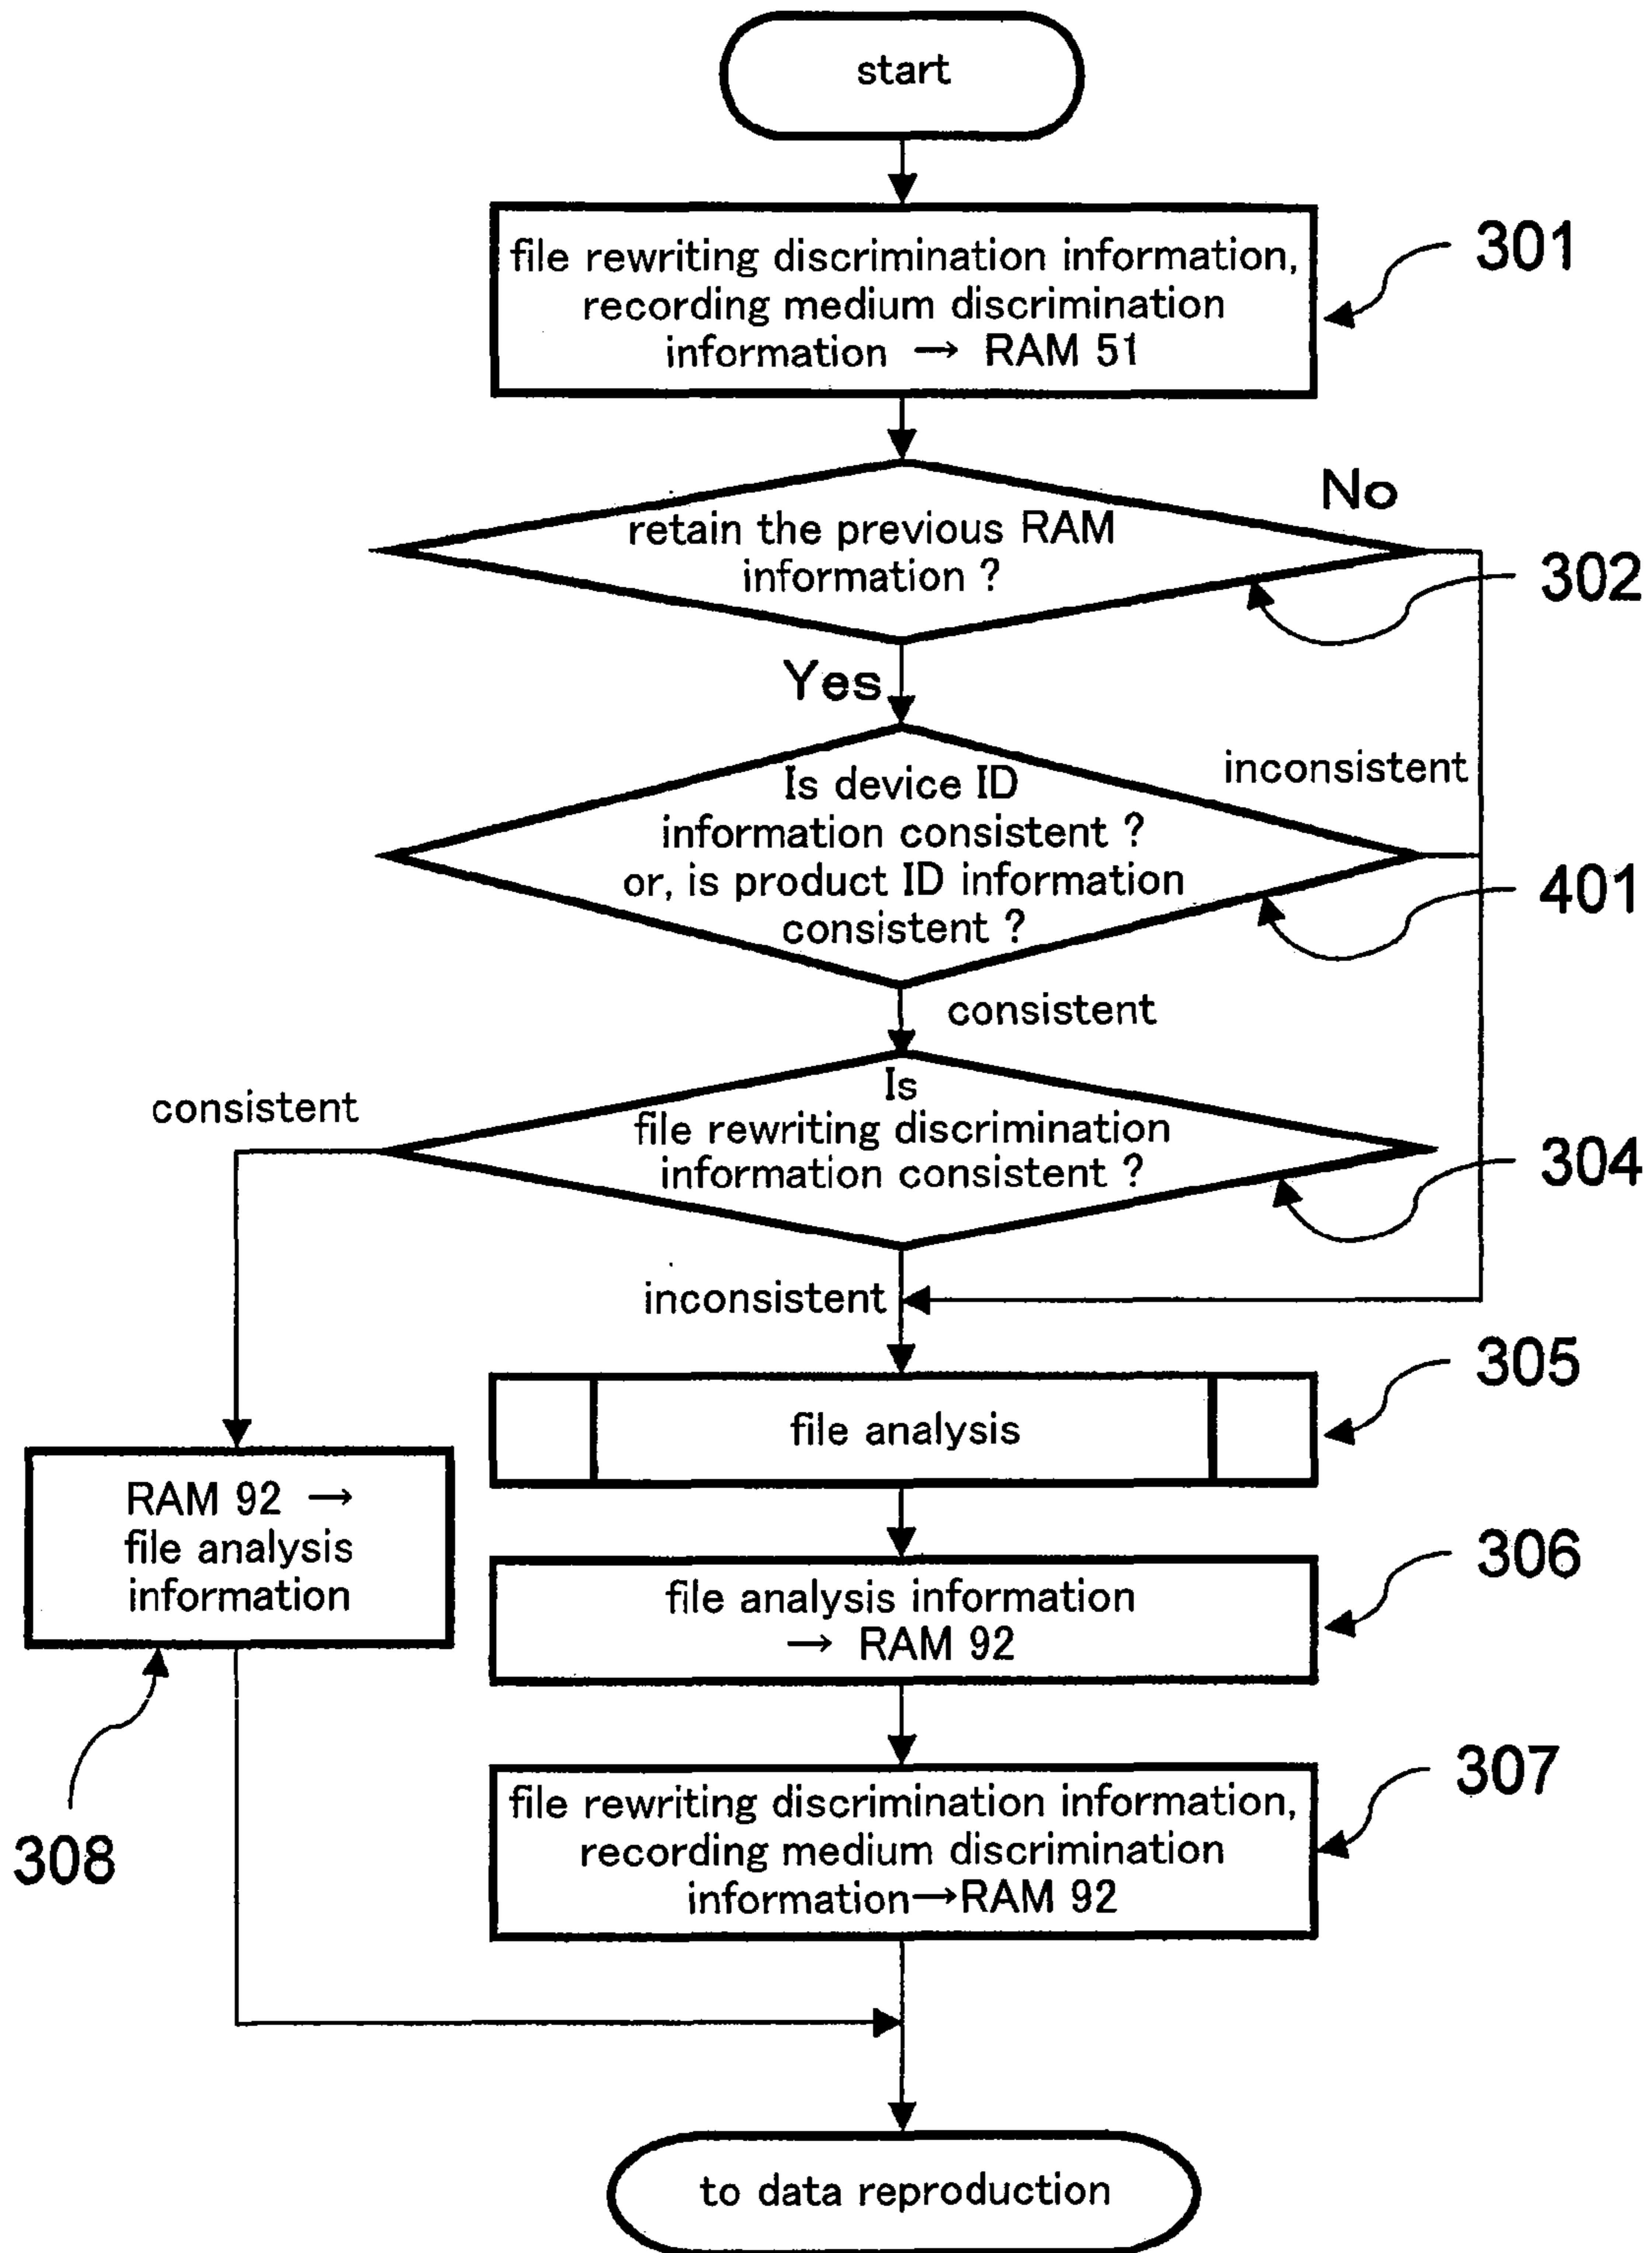 start
file rewriting discrimination information,
recording medium discrimination
information → RAM 51
301
retain the previous RAM
information ?
No
302
Yes
Is device ID
information consistent ?
or, is product ID information
consistent ?
inconsistent
401
consistent
Is
file rewriting discrimination
information consistent ?
consistent
304
inconsistent
file analysis
305
RAM 92 →
file analysis
information
308
file analysis information
→ RAM 92
306
file rewriting discrimination information,
recording medium discrimination
information→RAM 92
307
to data reproduction